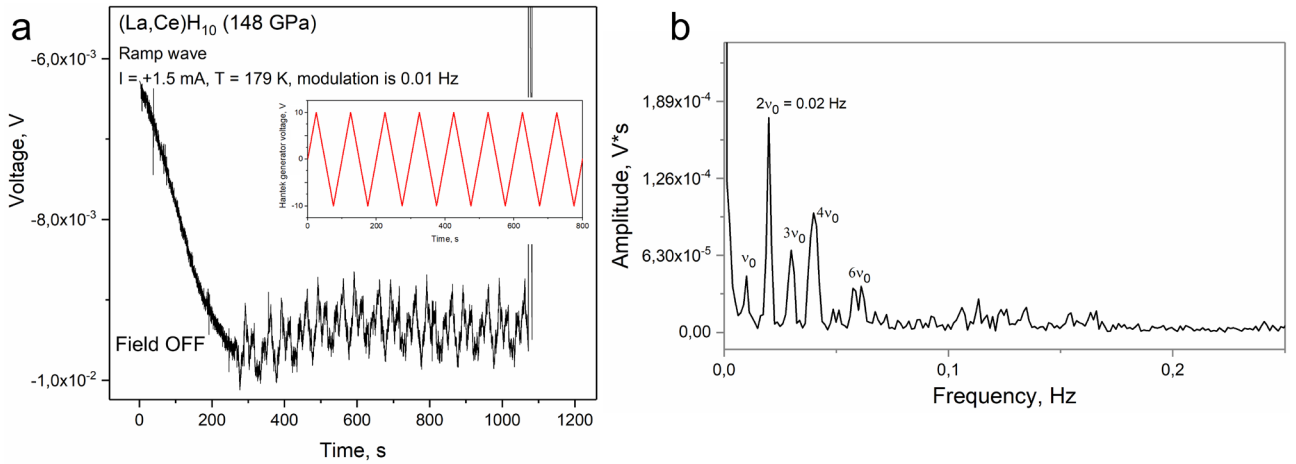 a
(La,Ce)H₁₀ (148 GPa)
Ramp wave
I = +1.5 mA, T = 179 K, modulation is 0.01 Hz
Voltage, V
-6,0x10⁻³
-8,0x10⁻³
-1,0x10⁻²
Hantek generator voltage, V
10
0
-10
0
200
400
600
800
Time, s
Field OFF
0
200
400
600
800
1000
1200
Time, s
b
Amplitude, V*s
1,89x10⁻⁴
1,26x10⁻⁴
6,30x10⁻⁵
0,00
2ν₀ = 0.02 Hz
ν₀
3ν₀
4ν₀
6ν₀
0,0
0,1
0,2
Frequency, Hz